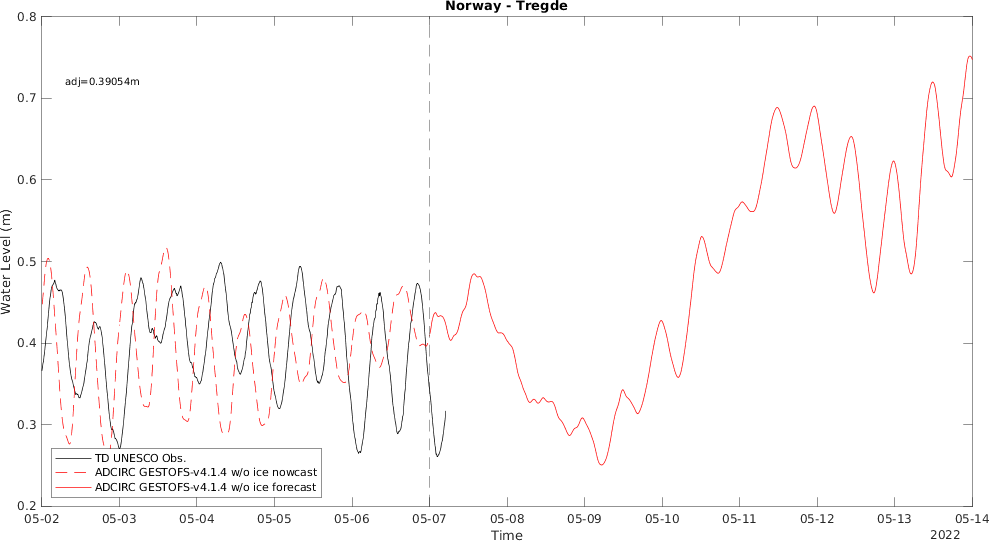 Norway - Tregde
0.8
0.7
0.6
0.5
0.4
0.3
0.2
Water Level (m)
adj=0.39054m
TD UNESCO Obs.
ADCIRC GESTOFS-v4.1.4 w/o ice nowcast
ADCIRC GESTOFS-v4.1.4 w/o ice forecast
05-02 05-03 05-04 05-05 05-06 05-07 05-08 05-09 05-10 05-11 05-12 05-13 05-14
Time
2022